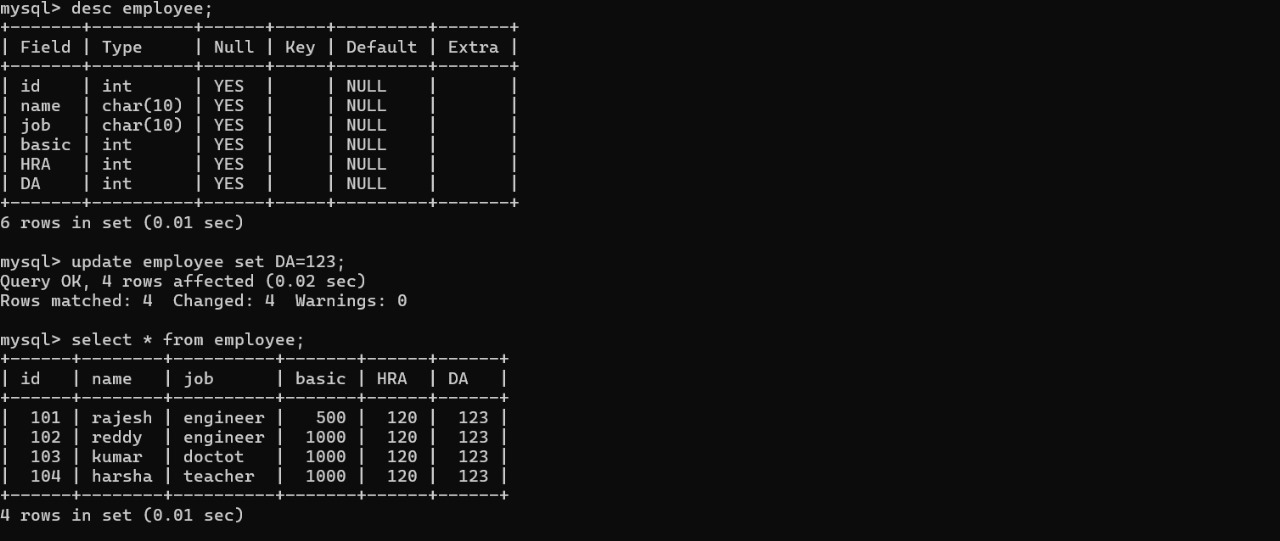 mysql> desc employee;
+-------+----------+------+-----+---------+-------+
| Field | Type     | Null | Key | Default | Extra |
+-------+----------+------+-----+---------+-------+
| id    | int      | YES  |     | NULL    |       |
| name  | char(10) | YES  |     | NULL    |       |
| job   | char(10) | YES  |     | NULL    |       |
| basic | int      | YES  |     | NULL    |       |
| HRA   | int      | YES  |     | NULL    |       |
| DA    | int      | YES  |     | NULL    |       |
+-------+----------+------+-----+---------+-------+
6 rows in set (0.01 sec)
mysql> update employee set DA=123;
Query OK, 4 rows affected (0.02 sec)
Rows matched: 4  Changed: 4  Warnings: 0
mysql> select * from employee;
+------+--------+----------+-------+------+------+
| id   | name   | job      | basic | HRA  | DA   |
+------+--------+----------+-------+------+------+
|  101 | rajesh | engineer |   500 |  120 |  123 |
|  102 | reddy  | engineer |  1000 |  120 |  123 |
|  103 | kumar  | doctot   |  1000 |  120 |  123 |
|  104 | harsha | teacher  |  1000 |  120 |  123 |
+------+--------+----------+-------+------+------+
4 rows in set (0.01 sec)